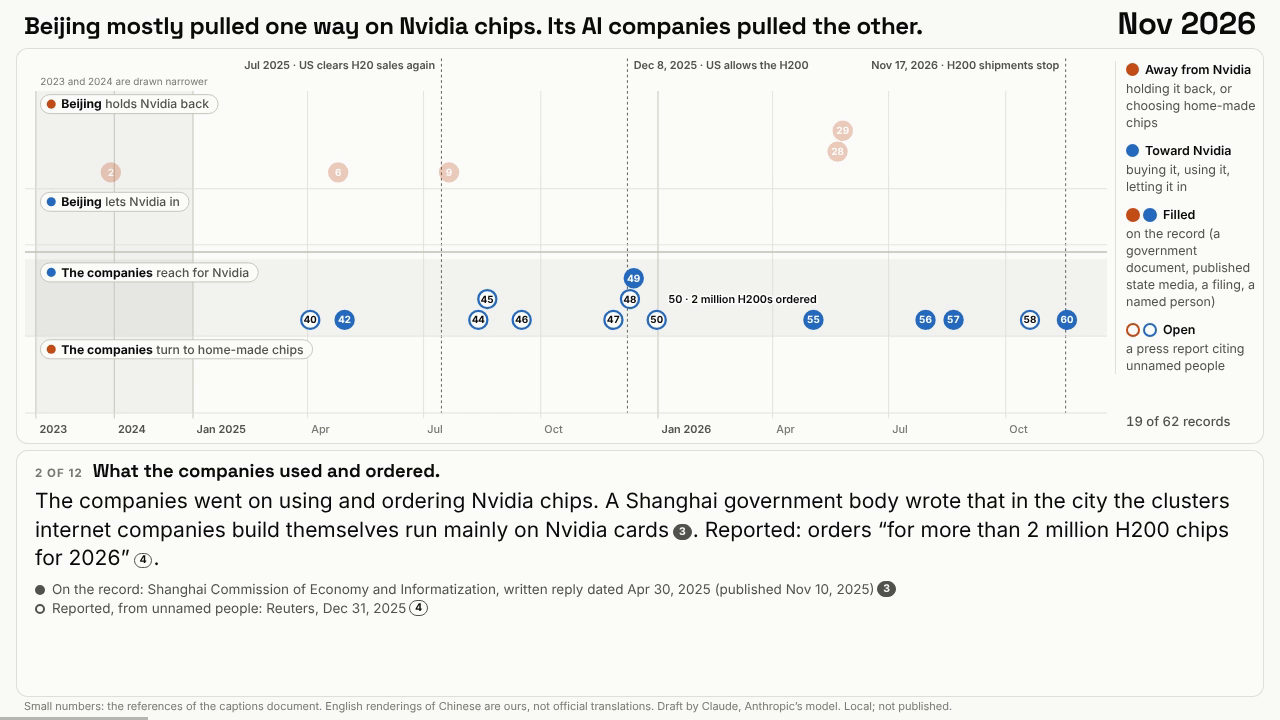 Beijing mostly pulled one way on Nvidia chips. Its AI companies pulled the other.
Nov 2026
Jul 2025 · US clears H20 sales again
Dec 8, 2025 · US allows the H200
Nov 17, 2026 · H200 shipments stop
2023 and 2024 are drawn narrower
Beijing holds Nvidia back
29
28
2
6
9
Beijing lets Nvidia in
The companies reach for Nvidia
49
45
48
50 · 2 million H200s ordered
40
42
44
46
47
50
55
56
57
58
60
The companies turn to home-made chips
2023
2024
Jan 2025
Apr
Jul
Oct
Jan 2026
Apr
Jul
Oct
Away from Nvidia
holding it back, or
choosing home-made
chips
Toward Nvidia
buying it, using it,
letting it in
Filled
on the record (a
government
document, published
state media, a filing, a
named person)
Open
a press report citing
unnamed people
19 of 62 records
2 OF 12 What the companies used and ordered.
The companies went on using and ordering Nvidia chips. A Shanghai government body wrote that in the city the clusters
internet companies build themselves run mainly on Nvidia cards 3. Reported: orders “for more than 2 million H200 chips
for 2026” 4.
On the record: Shanghai Commission of Economy and Informatization, written reply dated Apr 30, 2025 (published Nov 10, 2025) 3
Reported, from unnamed people: Reuters, Dec 31, 2025 4
Small numbers: the references of the captions document. English renderings of Chinese are ours, not official translations. Draft by Claude, Anthropic’s model. Local; not published.